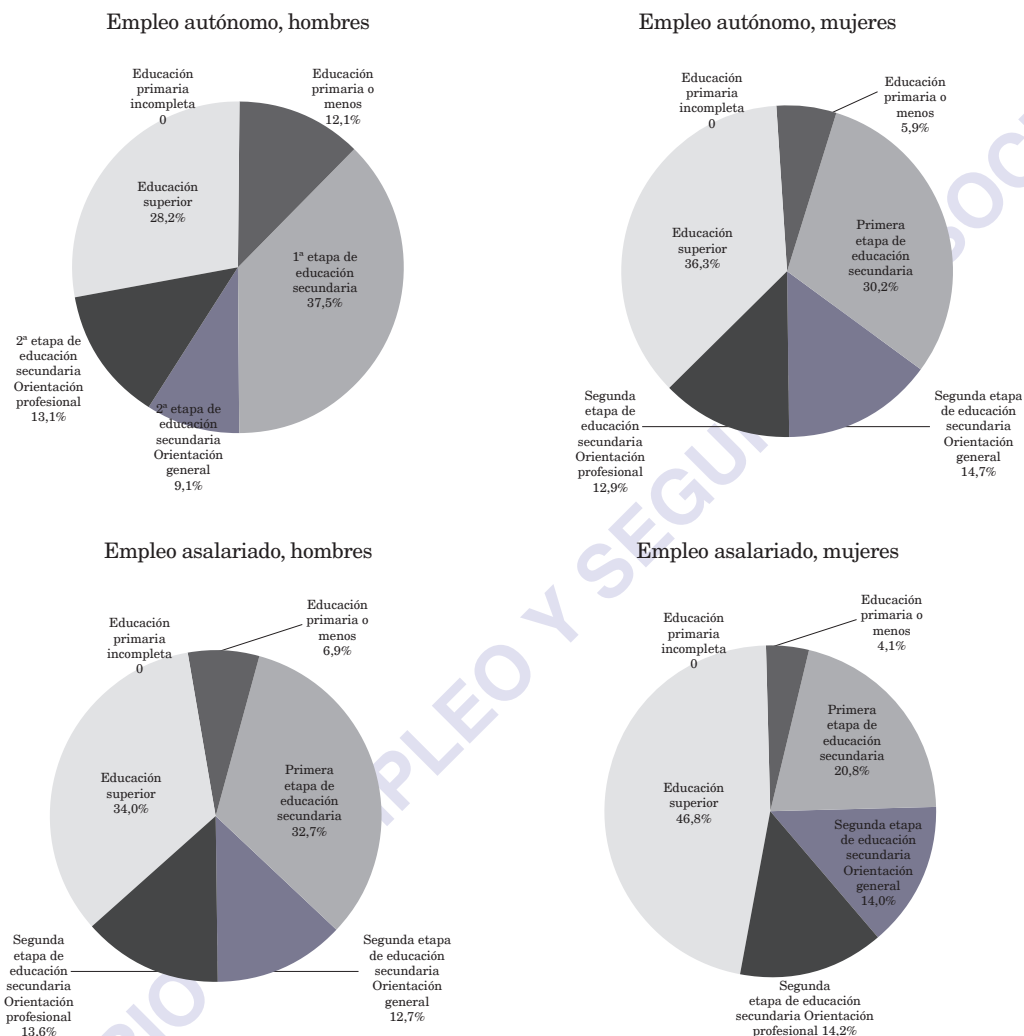 Empleo autónomo, hombres
Educación
primaria
incompleta
0
Educación
primaria o
menos
12,1%
Educación
superior
28,2%
1ª etapa de
educación
secundaria
37,5%
2ª etapa de
educación
secundaria
Orientación
profesional
13,1%
2ª etapa de
educación
secundaria
Orientación
general
9,1%
Empleo autónomo, mujeres
Educación
primaria
incompleta
0
Educación
primaria o
menos
5,9%
Educación
superior
36,3%
Primera
etapa de
educación
secundaria
30,2%
Segunda
etapa de
educación
secundaria
Orientación
profesional
12,9%
Segunda etapa
de educación
secundaria
Orientación
general
14,7%
Empleo asalariado, hombres
Educación
primaria
incompleta
0
Educación
primaria o
menos
6,9%
Educación
superior
34,0%
Primera
etapa de
educación
secundaria
32,7%
Segunda
etapa de
educación
secundaria
Orientación
profesional
13,6%
Segunda etapa
de educación
secundaria
Orientación
general
12,7%
Empleo asalariado, mujeres
Educación
primaria
incompleta
0
Educación
primaria o
menos
4,1%
Educación
superior
46,8%
Primera
etapa de
educación
secundaria
20,8%
Segunda etapa
de educación
secundaria
Orientación
general
14,0%
Segunda
etapa de educación
secundaria Orientación
profesional 14,2%